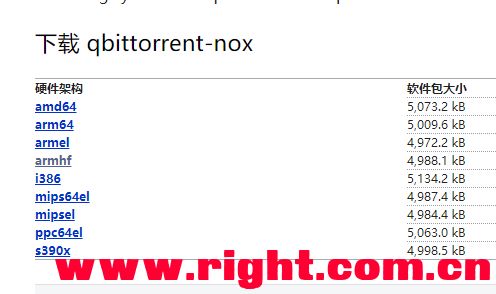 下载 qbittorrent-nox
硬件架构 软件包大小
amd64 5,073.2 kB
arm64 5,009.6 kB
armel 4,972.2 kB
armhf 4,988.1 kB
i386 5,134.2 kB
mips64el 4,987.4 kB
mipsel 4,984.4 kB
ppc64el 5,063.0 kB
s390x 4,998.5 kB
www.right.com.cn